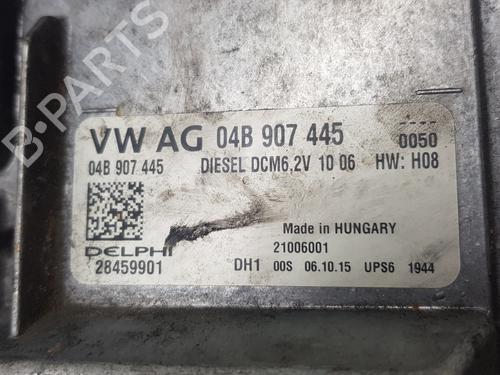 B-PARTS
VW AG 04B 907 445
0050
04B 907 445 DIESEL DCM6,2V 10 06 HW: H08
Made in HUNGARY
DELPHI 21006001
28459901 DH1 00S 06.10.15 UPS6 1944